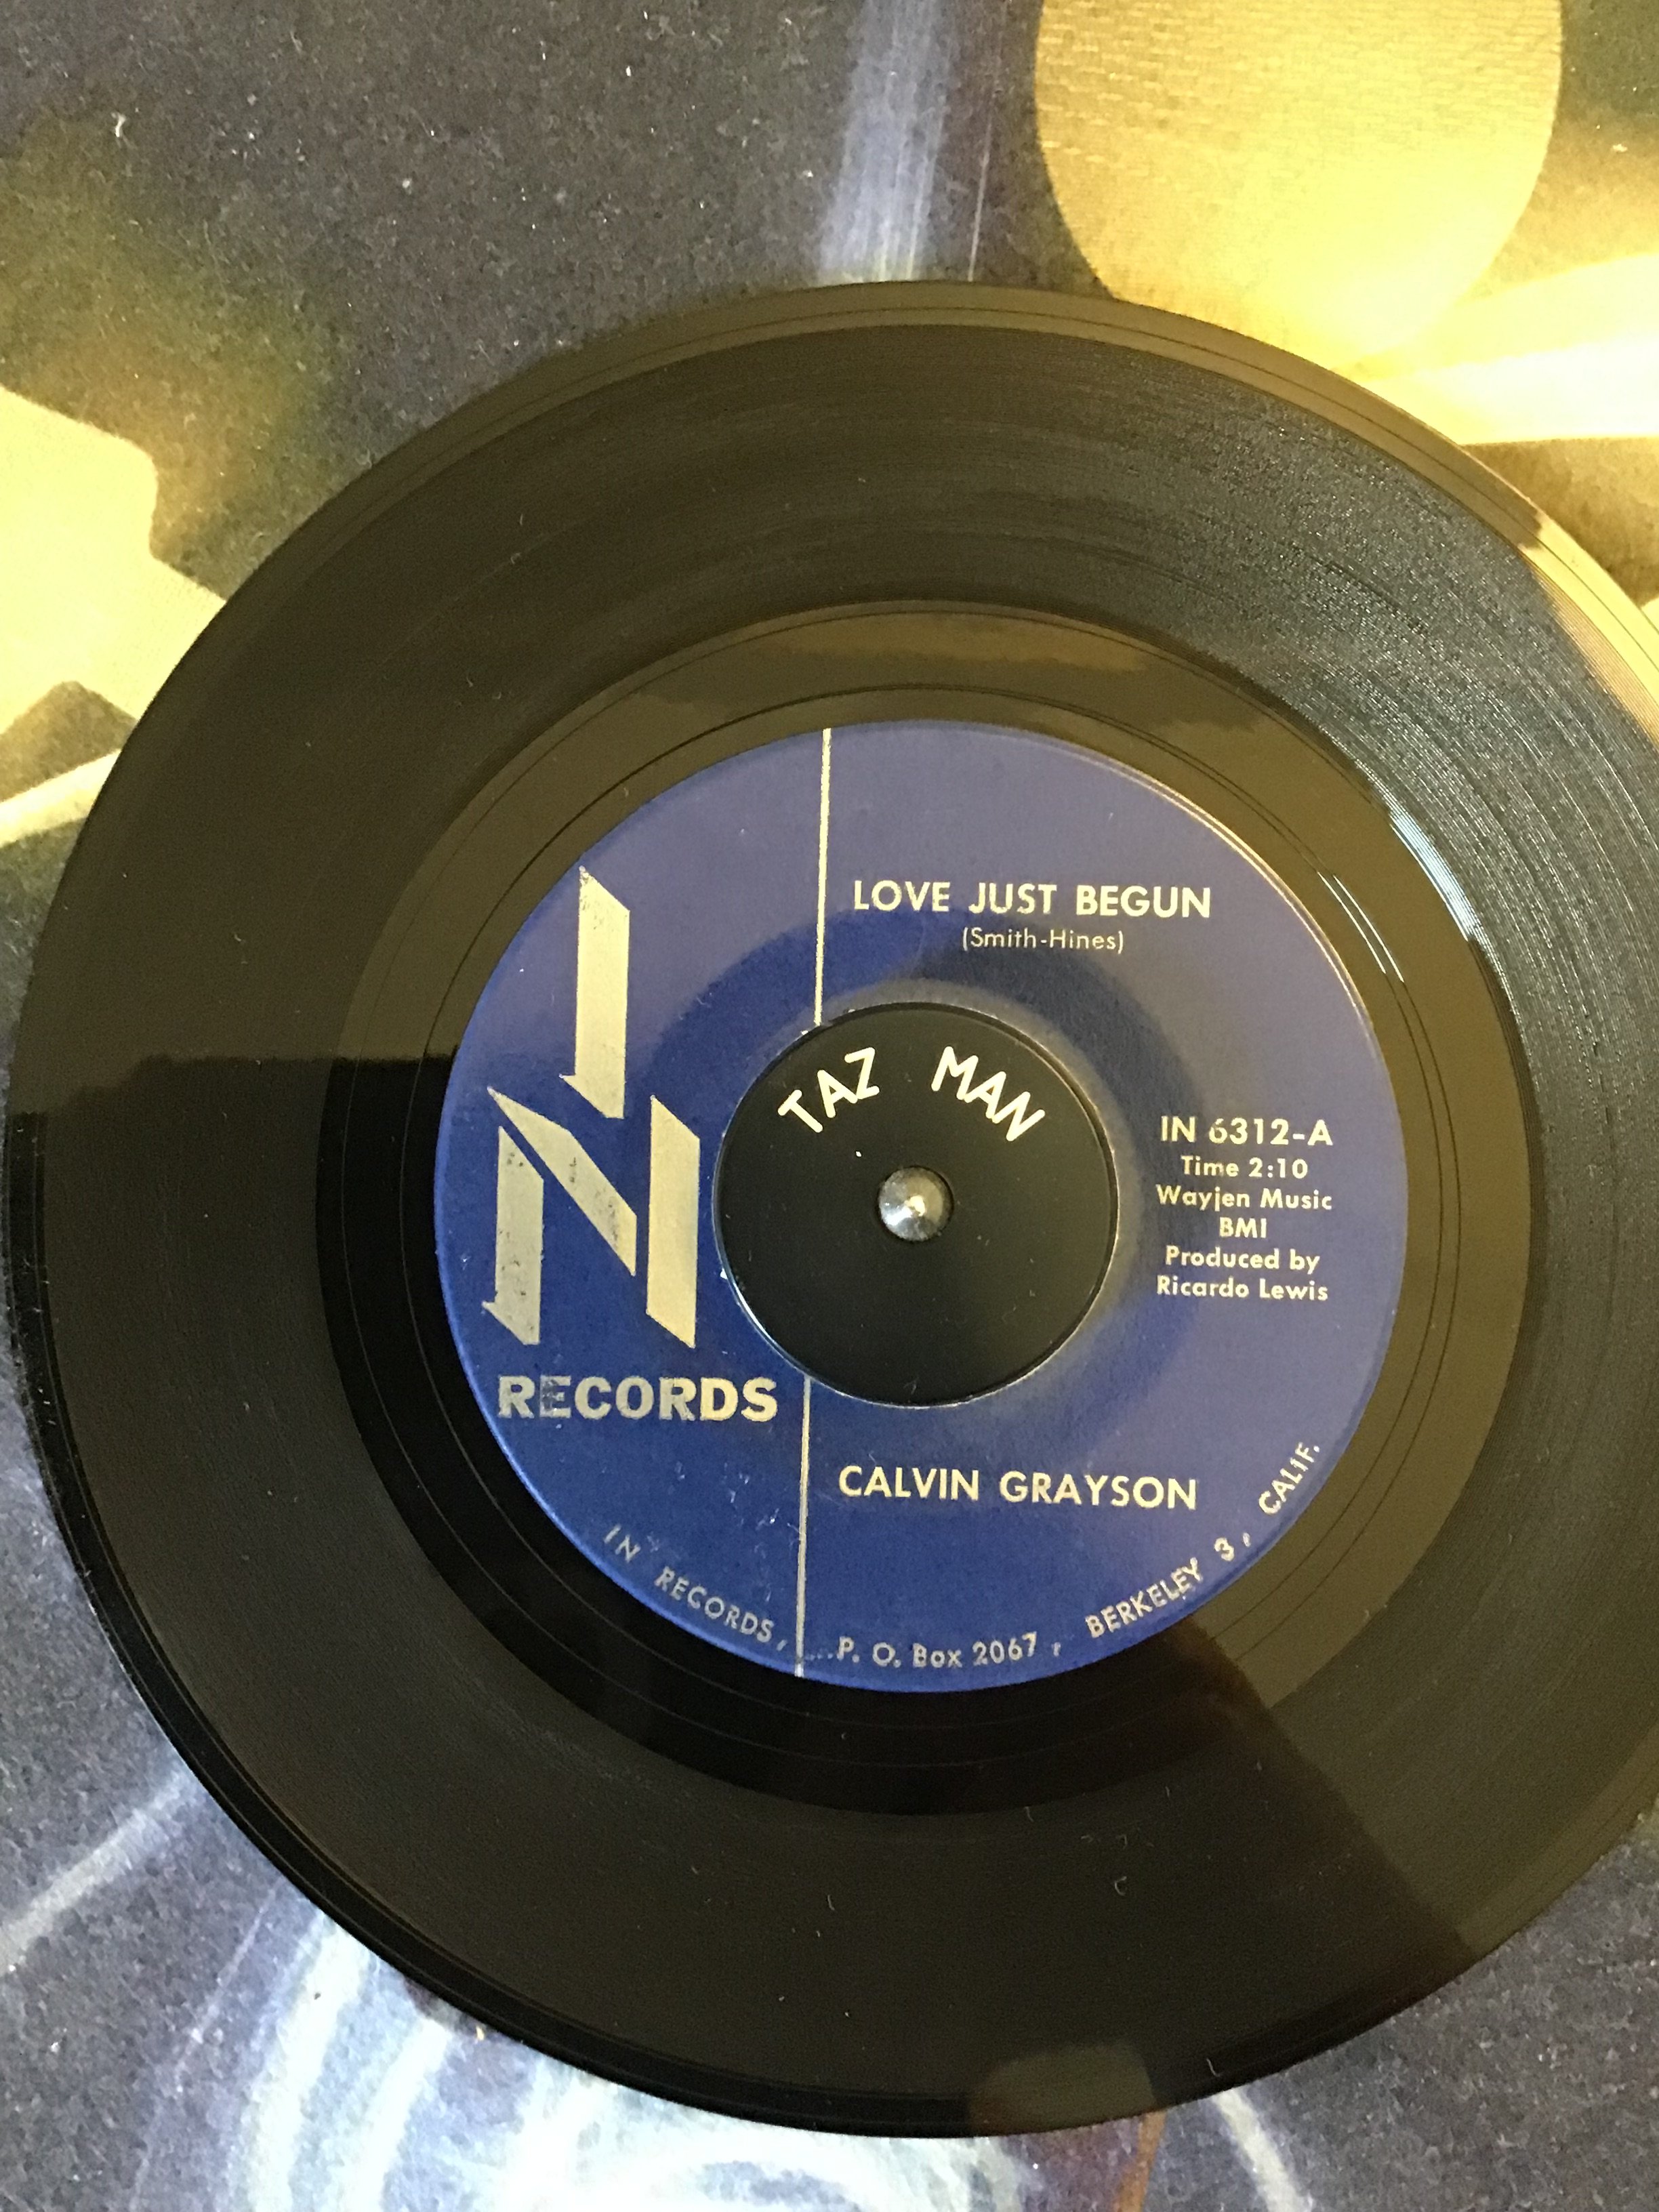 LOVE JUST BEGUN
(Smith-Hines)
TAZ MAN
IN
RECORDS
IN 6312-A
Time 2:10
Wayjen Music
BMI
Produced by
Ricardo Lewis
CALVIN GRAYSON
IN RECORDS, ....P. O. Box 2067, BERKELEY 3, CALIF.